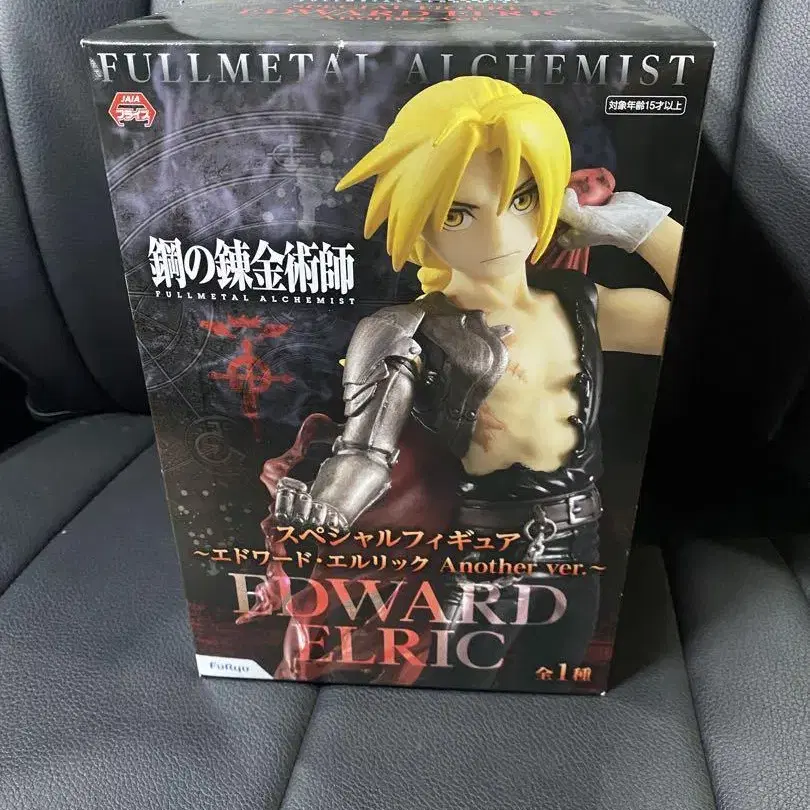 EDWARD ELRIC
FULLMETAL ALCHEMIST
JAIA
プライズ
対象年齢15才以上
鋼の錬金術師
FULLMETAL ALCHEMIST
スペシャルフィギュア
~エドワード・エルリック Another ver.~
EDWARD
ELRIC
FuRyu
全1種